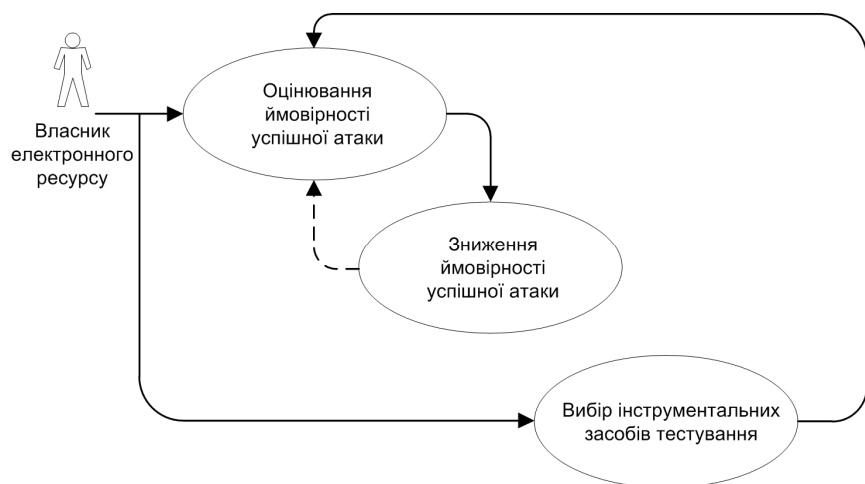 Оцінювання
ймовірності
успішної атаки
Власник
електронного
ресурсу
Зниження
ймовірності
успішної атаки
Вибір інструментальних
засобів тестування